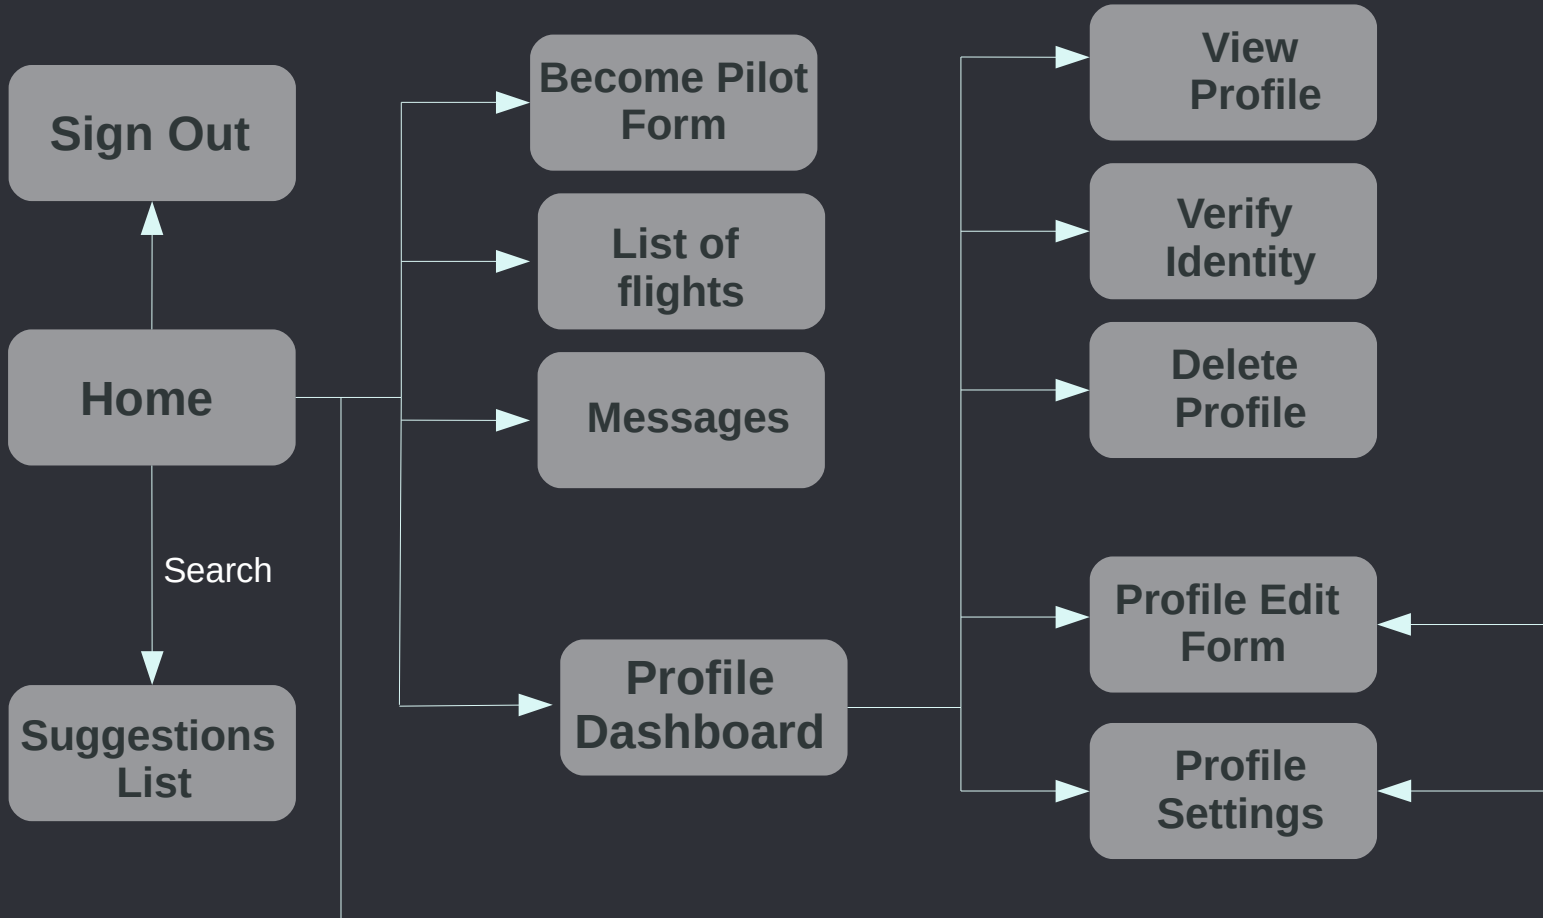 Sign Out
Home
Search
Suggestions
List
Become Pilot
Form
List of
flights
Messages
Profile
Dashboard
View
Profile
Verify
Identity
Delete
Profile
Profile Edit
Form
Profile
Settings